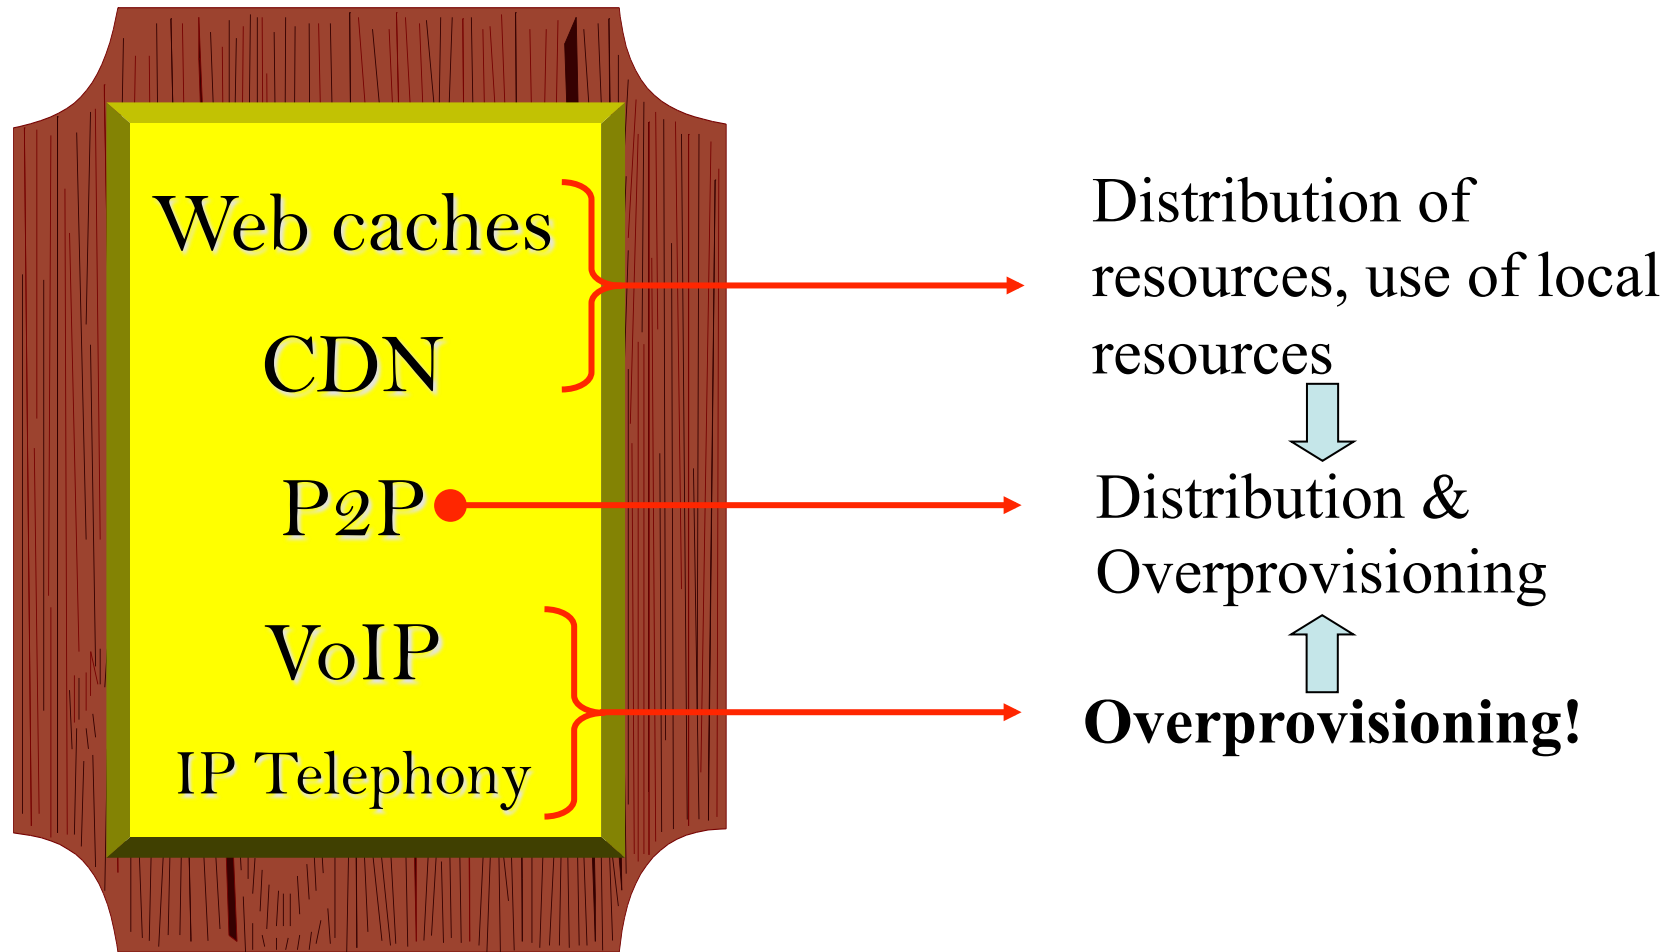 Web caches
CDN
P2P
VoIP
IP Telephony
Distribution of
resources, use of local
resources
Distribution &
Overprovisioning
Overprovisioning!